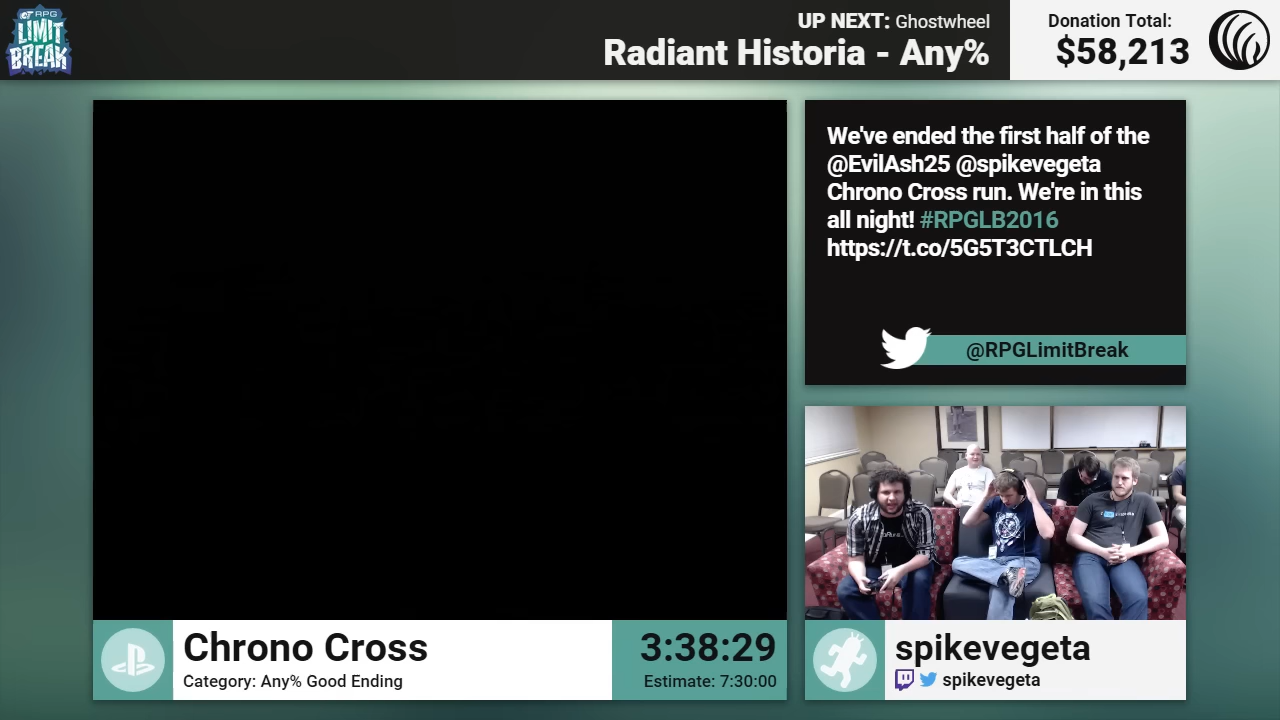 RPG
LIMIT
BREAK
UP NEXT: Ghostwheel
Radiant Historia - Any%
Donation Total:
$58,213
We've ended the first half of the
@EvilAsh25 @spikevegeta
Chrono Cross run. We're in this
all night! #RPGLB2016
https://t.co/5G5T3CTLCH
@RPGLimitBreak
Chrono Cross
Category: Any% Good Ending
3:38:29
Estimate: 7:30:00
spikevegeta
spikevegeta